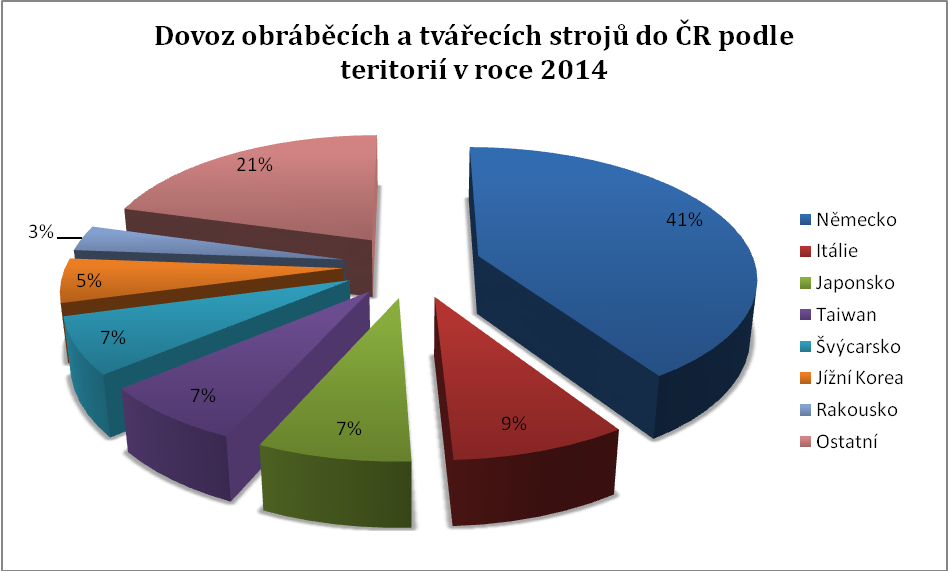 Dovoz obráběcích a tvářecích strojů do ČR podle
teritorií v roce 2014
21%
41%
3%
5%
7%
7%
7%
9%
Německo
Itálie
Japonsko
Taiwan
Švýcarsko
Jížní Korea
Rakousko
Ostatní